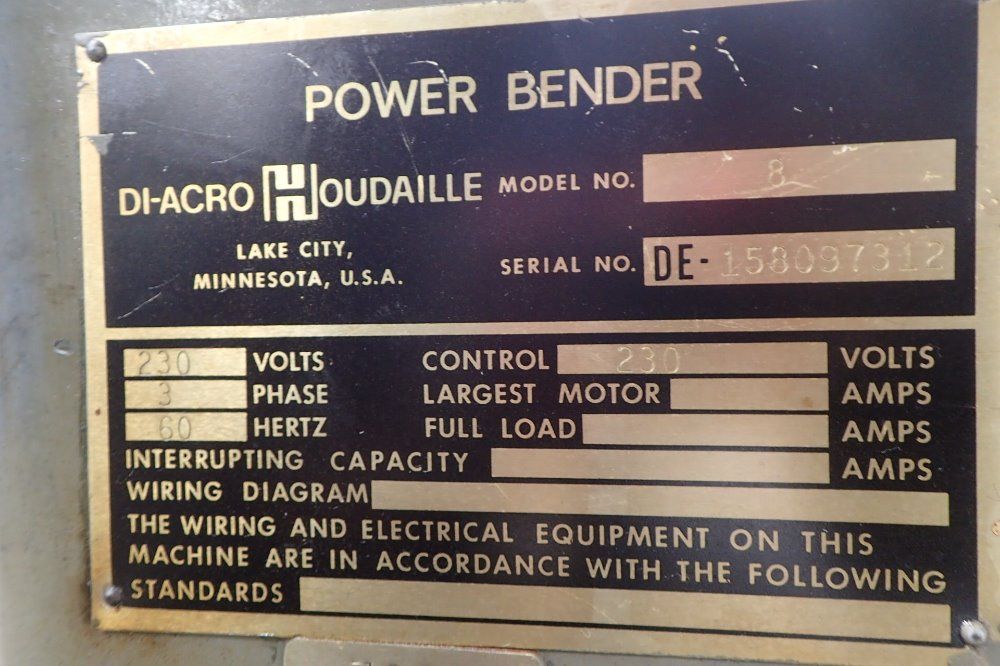 POWER BENDER
DI-ACRO HOUDAILLE MODEL NO. 8
LAKE CITY,
MINNESOTA, U.S.A.
SERIAL NO. DE-158097312
230 VOLTS CONTROL 230 VOLTS
3 PHASE LARGEST MOTOR AMPS
60 HERTZ FULL LOAD AMPS
INTERRUPTING CAPACITY AMPS
WIRING DIAGRAM
THE WIRING AND ELECTRICAL EQUIPMENT ON THIS
MACHINE ARE IN ACCORDANCE WITH THE FOLLOWING
STANDARDS